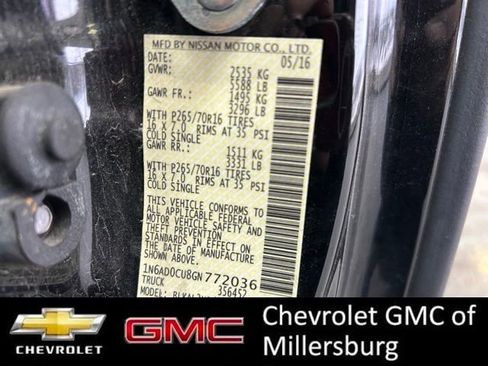 MFD BY NISSAN MOTOR CO., LTD.
DATE: 05/16
GVWR: 2535 KG
5588 LB
GAWR FR: 1495 KG
3296 LB
WITH P265/70R16 TIRES
16 X 7.0 RIMS AT 35 PSI
COLD SINGLE
GAWR RR: 1511 KG
3331 LB
WITH P265/70R16 TIRES
16 X 7.0 RIMS AT 35 PSI
COLD SINGLE
THIS VEHICLE CONFORMS TO
ALL APPLICABLE FEDERAL
MOTOR VEHICLE SAFETY AND
THEFT PREVENTION
STANDARDS IN EFFECT ON
THE DATE OF MANUFACTURE
SHOWN ABOVE.
1N6AD0CU8GN772036
TRUCK 356452
MODEL
CHEVROLET
GMC
Chevrolet GMC of
Millersburg